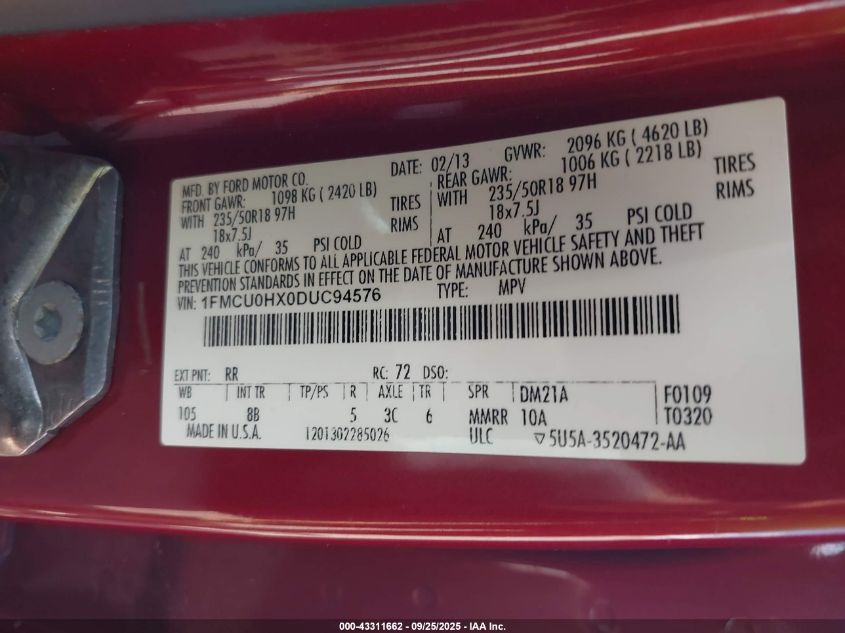 MFD. BY FORD MOTOR CO. DATE: 02/13 GVWR: 2096 KG ( 4620 LB)
FRONT GAWR: 1098 KG ( 2420 LB) REAR GAWR: 1006 KG ( 2218 LB)
WITH 235/50R18 97H TIRES WITH 235/50R18 97H TIRES
18x7.5J RIMS 18x7.5J RIMS
AT 240 kPa/ 35 PSI COLD AT 240 kPa/ 35 PSI COLD
THIS VEHICLE CONFORMS TO ALL APPLICABLE FEDERAL MOTOR VEHICLE SAFETY AND THEFT
PREVENTION STANDARDS IN EFFECT ON THE DATE OF MANUFACTURE SHOWN ABOVE.
VIN: 1FMCU0HX0DUC94576 TYPE: MPV
EXT PNT: RR RC: 72 DSO:
WB INT TR TP/PS R AXLE TR SPR DM21A F0109
105 8B 5 3C 6 MMRR 10A T0320
MADE IN U.S.A. 1201302285026 ULC ▽5U5A-3520472-AA
000-43311662 - 09/25/2025 - IAA Inc.